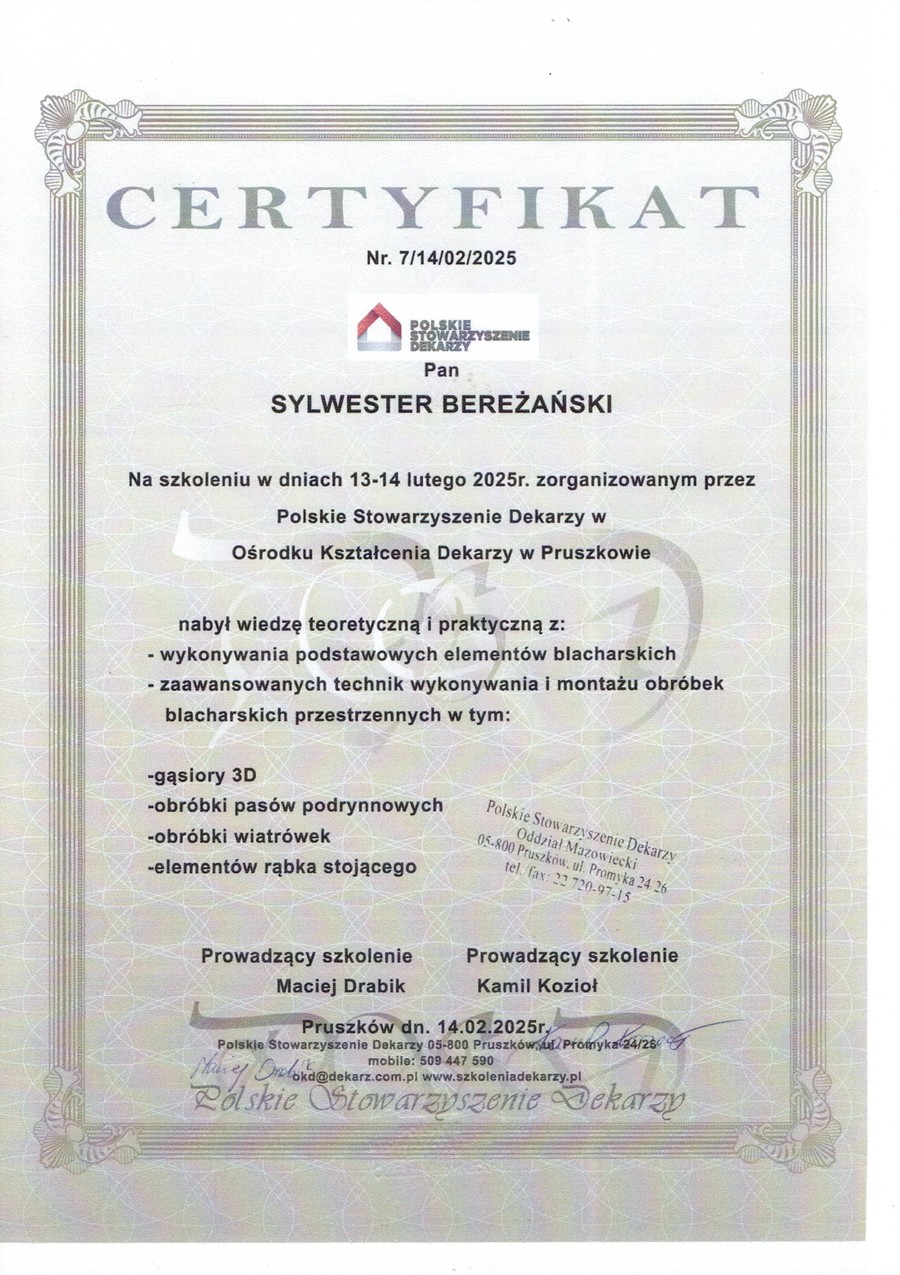 CERTYFIKAT
Nr. 7/14/02/2025
POLSKIE
STOWARZYSZENIE
DEKARZY
Pan
SYLWESTER BEREŻAŃSKI
Na szkoleniu w dniach 13-14 lutego 2025r. zorganizowanym przez
Polskie Stowarzyszenie Dekarzy w
Ośrodku Kształcenia Dekarzy w Pruszkowie
nabył wiedzę teoretyczną i praktyczną z:
- wykonywania podstawowych elementów blacharskich
- zaawansowanych technik wykonywania i montażu obróbek
blacharskich przestrzennych w tym:
-gąsiory 3D
-obróbki pasów podrynnowych
-obróbki wiatrówek
-elementów rąbka stojącego
Polskie Stowarzyszenie Dekarzy
Oddział Mazowiecki
05-800 Pruszków, ul. Promyka 24 26
tel. fax: 22 720-97-15
Prowadzący szkolenie Prowadzący szkolenie
Maciej Drabik Kamil Kozioł
Pruszków dn. 14.02.2025r.
Polskie Stowarzyszenie Dekarzy 05-800 Pruszków, ul. Promyka 24/26
mobile: 509 447 590
Maciej Drabik
okd@dekarz.com.pl www.szkoleniadekarzy.pl
Polskie Stowarzyszenie Dekarzy